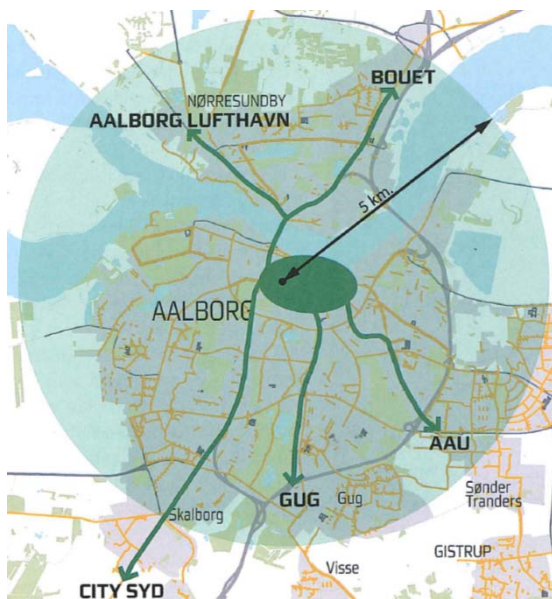 BOUET
NØRRESUNDBY
AALBORG LUFTHAVN
5 km.
AALBORG
AAU
GUG
Gug
Sønder
Tranders
Skalborg
GISTRUP
Visse
CITY SYD